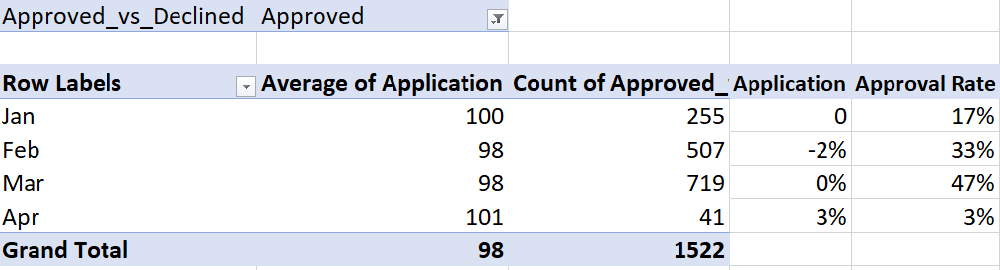 Approved_vs_Declined Approved
Row Labels Average of Application Count of Approved_ Application Approval Rate
Jan 100 255 0 17%
Feb 98 507 -2% 33%
Mar 98 719 0% 47%
Apr 101 41 3% 3%
Grand Total 98 1522